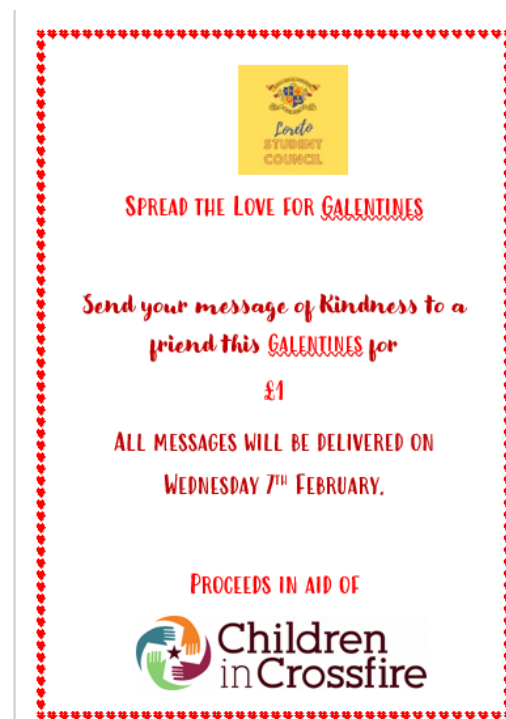 Loreto
STUDENT
COUNCIL
SPREAD THE LOVE FOR GALENTINES
Send your message of Kindness to a
friend this GALENTINES for
£1
ALL MESSAGES WILL BE DELIVERED ON
WEDNESDAY 7TH FEBRUARY.
PROCEEDS IN AID OF
Children
in Crossfire